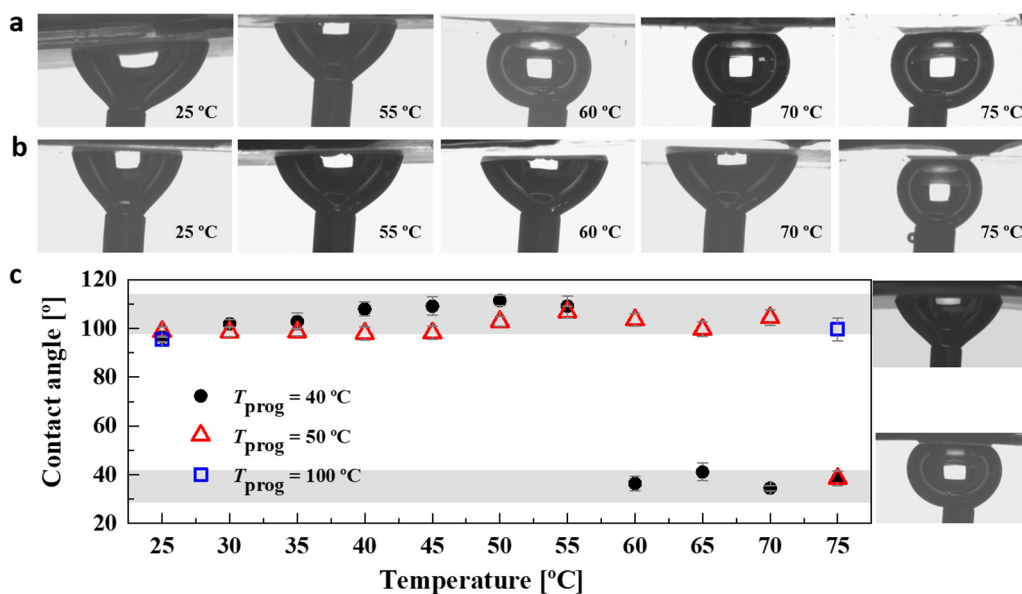 a
25 ºC
55 ºC
60 ºC
70 ºC
75 ºC
b
25 ºC
55 ºC
60 ºC
70 ºC
75 ºC
c
120
100
80
60
40
20
Contact angle [º]
Tprog = 40 ºC
Tprog = 50 ºC
Tprog = 100 ºC
25 30 35 40 45 50 55 60 65 70 75
Temperature [ºC]